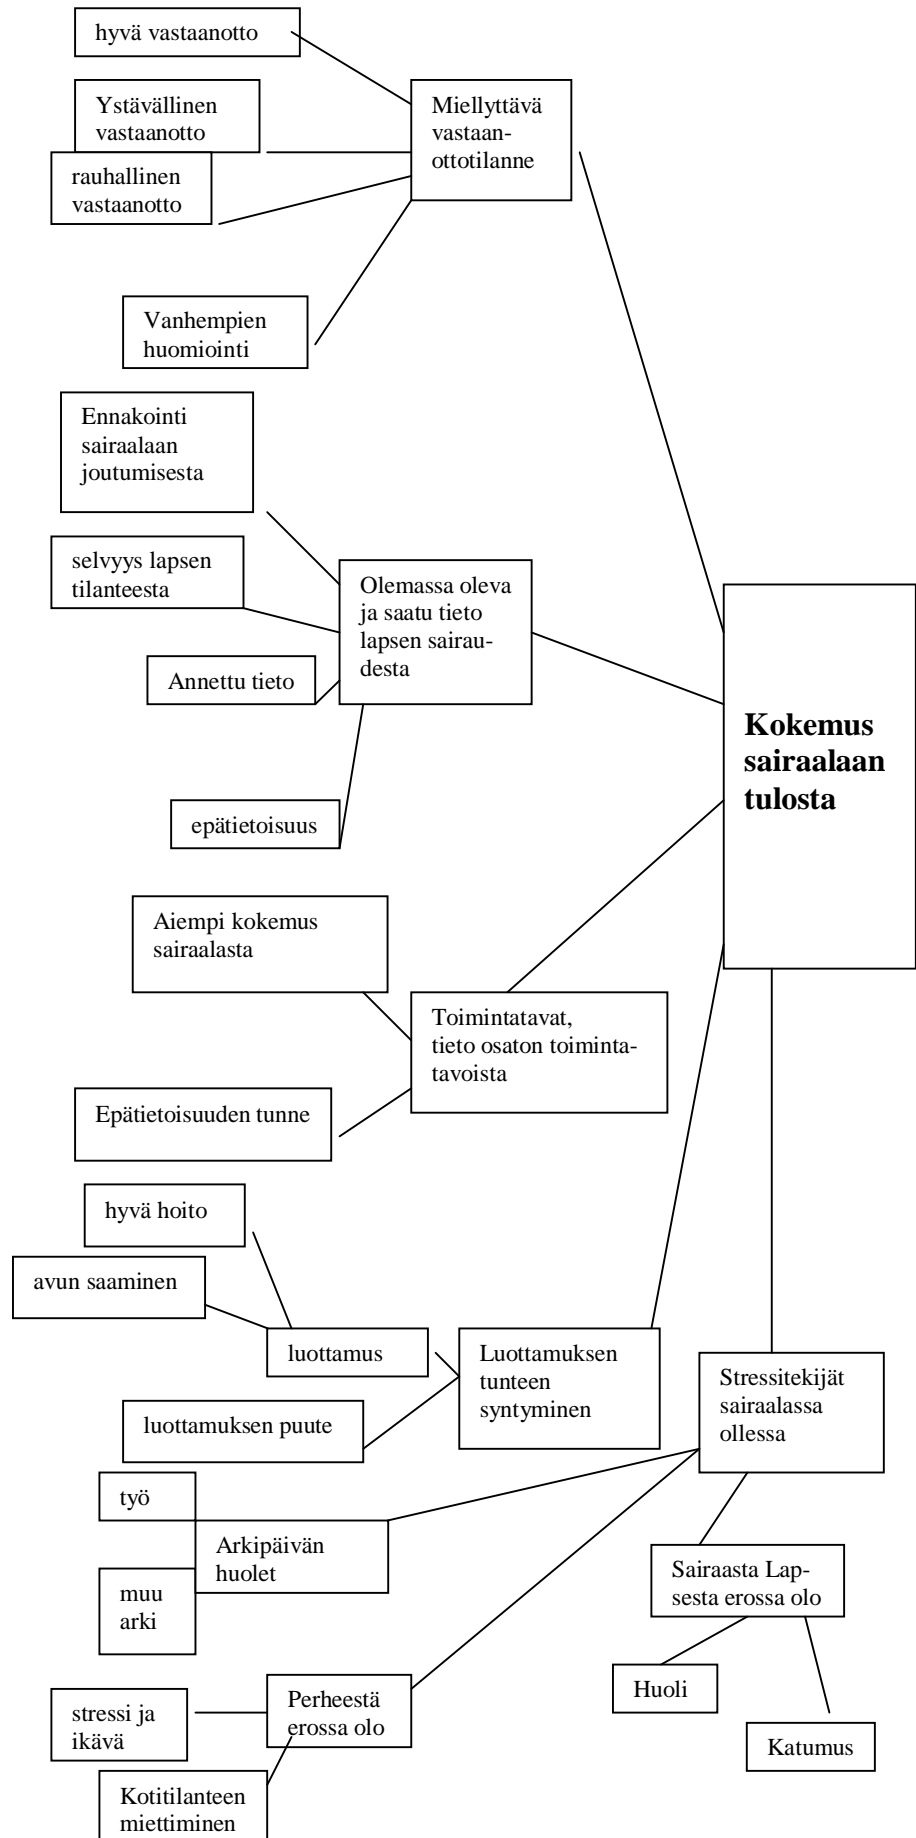 hyvä vastaanotto
Ystävällinen
vastaanotto
rauhallinen
vastaanotto
Miellyttävä
vastaan-
ottotilanne
Vanhempien
huomiointi
Ennakointi
sairaalaan
joutumisesta
selvyys lapsen
tilanteesta
Annettu tieto
epätietoisuus
Olemassa oleva
ja saatu tieto
lapsen sairau-
desta
Kokemus
sairaalaan
tulosta
Aiempi kokemus
sairaalasta
Epätietoisuuden tunne
Toimintatavat,
tieto osaton toiminta-
tavoista
hyvä hoito
avun saaminen
luottamus
luottamuksen puute
Luottamuksen
tunteen
syntyminen
Stressitekijät
sairaalassa
ollessa
työ
muu
arki
Arkipäivän
huolet
Sairaasta Lap-
sesta erossa olo
Huoli
Katumus
stressi ja
ikävä
Perheestä
erossa olo
Kotitilanteen
miettiminen